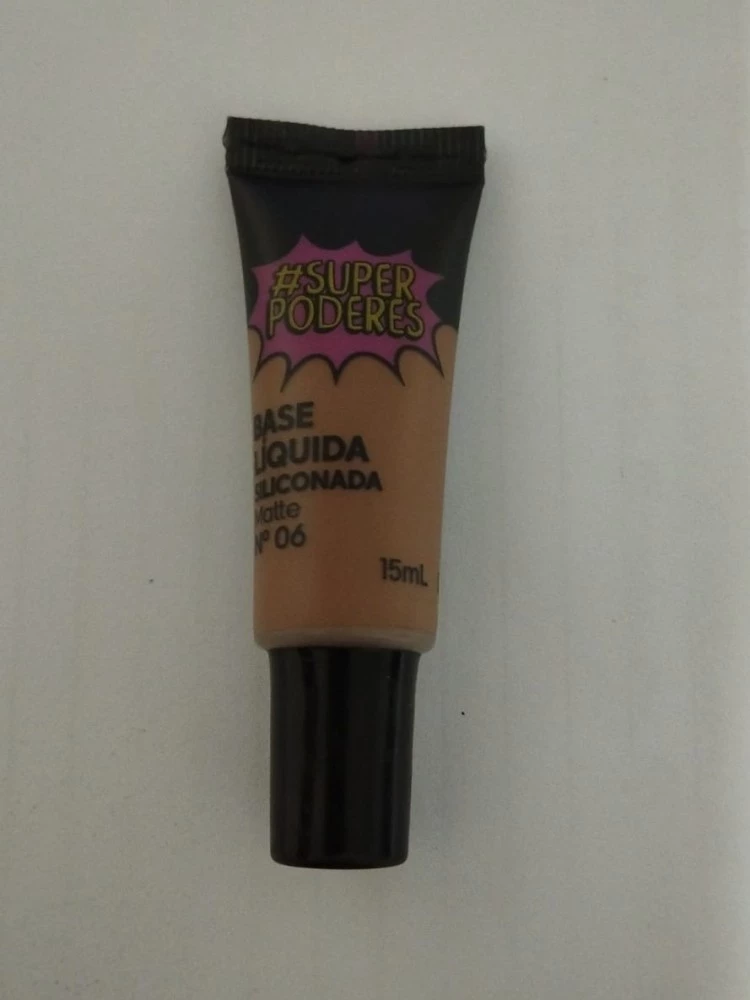 #SUPER
PODERES
BASE
LÍQUIDA
SILICONADA
Matte
Nº 06
15mL